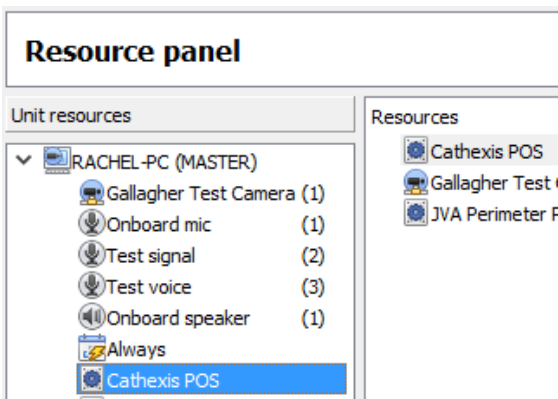 Resource panel
Unit resources
RACHEL-PC (MASTER)
Gallagher Test Camera (1)
Onboard mic (1)
Test signal (2)
Test voice (3)
Onboard speaker (1)
Always
Cathexis POS
Resources
Cathexis POS
Gallagher Test
JVA Perimeter